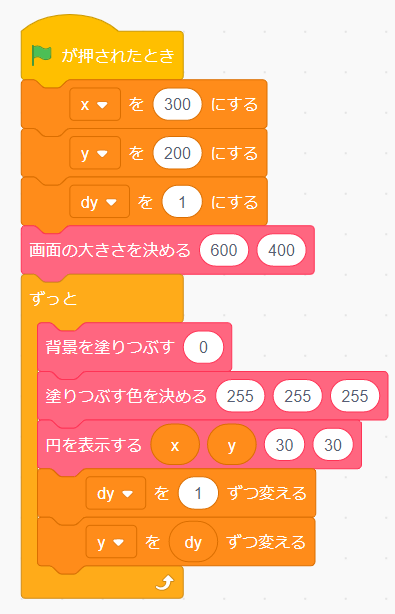 が押されたとき
x を 300 にする
y を 200 にする
dy を 1 にする
画面の大きさを決める 600 400
ずっと
背景を塗りつぶす 0
塗りつぶす色を決める 255 255 255
円を表示する x y 30 30
dy を 1 ずつ変える
y を dy ずつ変える